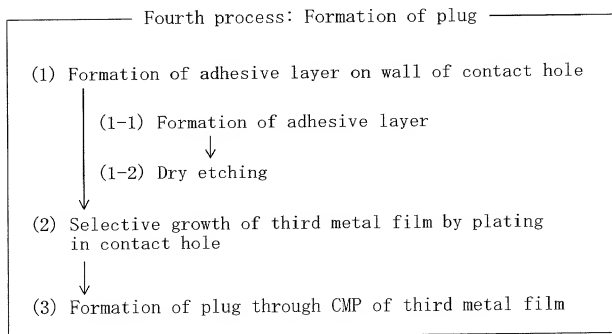 Fourth process: Formation of plug
(1) Formation of adhesive layer on wall of contact hole
(1-1) Formation of adhesive layer
(1-2) Dry etching
(2) Selective growth of third metal film by plating
in contact hole
(3) Formation of plug through CMP of third metal film